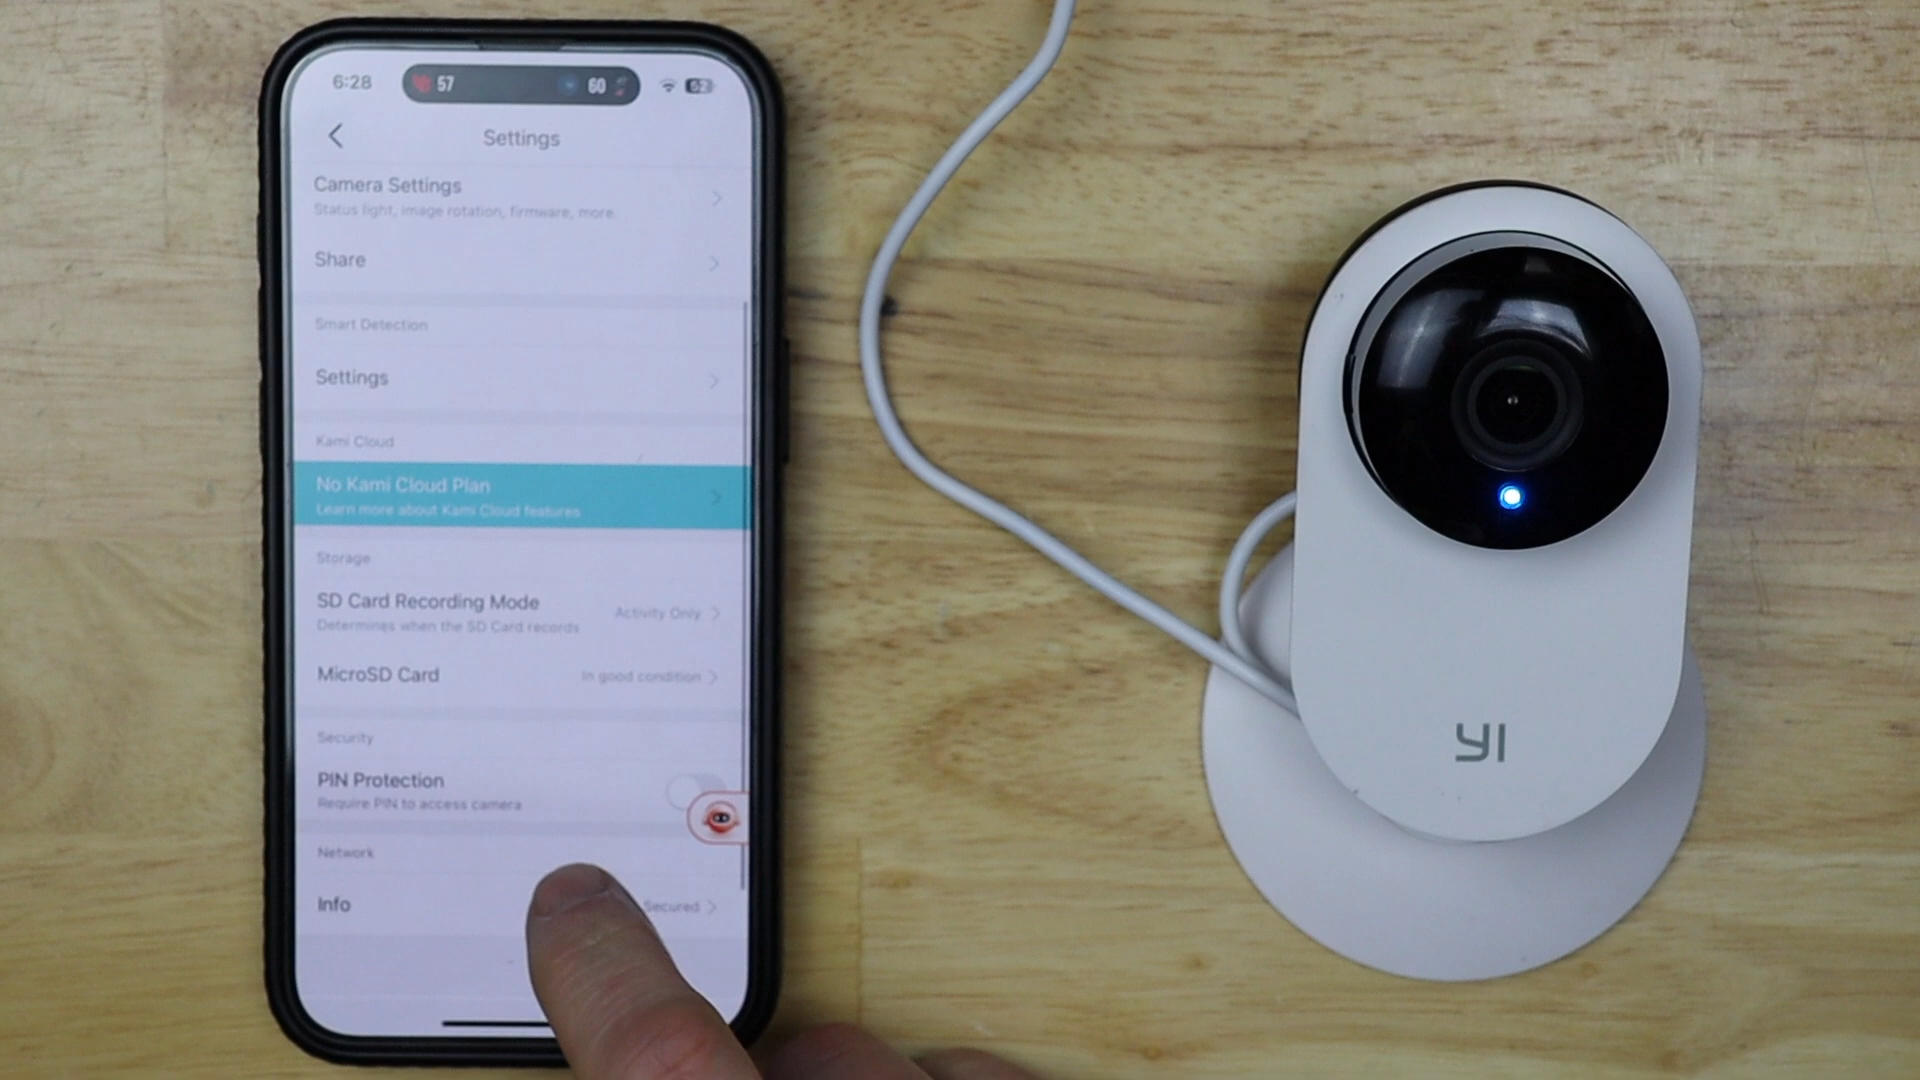 6:28
57
60
62
Settings
Camera Settings
Status light, image rotation, firmware, more.
Share
Smart Detection
Settings
Kami Cloud
No Kami Cloud Plan
Learn more about Kami Cloud features
Storage
SD Card Recording Mode
Activity Only
Determines when the SD Card records
MicroSD Card
In good condition
Security
PIN Protection
Require PIN to access camera
Network
Info
Secured
YI